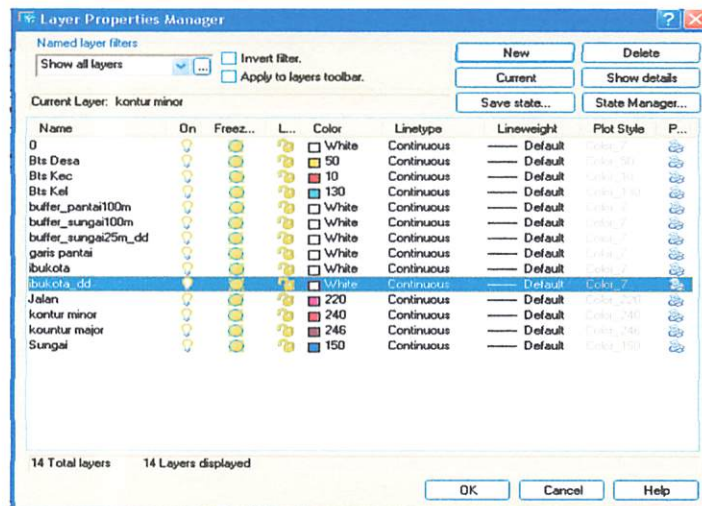 Layer Properties Manager
Named layer filters
Show all layers
...
Invert filter.
Apply to layers toolbar.
New Delete
Current Show details
Save state... State Manager...
Current Layer: kontur minor
Name On Freez... L... Color Linetype Lineweight Plot Style P...
0 White Continuous Default Color_7
Bts Desa 50 Continuous Default Color_50
Bts Kec 10 Continuous Default Color_10
Bts Kel 130 Continuous Default Color_130
buffer_pantai100m White Continuous Default Color_7
buffer_sungai100m White Continuous Default Color_7
buffer_sungai25m_dd White Continuous Default Color_7
garis pantai White Continuous Default Color_7
ibukota White Continuous Default Color_7
ibukota_dd White Continuous Default Color_7
Jalan 220 Continuous Default Color_220
kontur minor 240 Continuous Default Color_240
kountur major 246 Continuous Default Color_246
Sungai 150 Continuous Default Color_150
14 Total layers 14 Layers displayed
OK Cancel Help